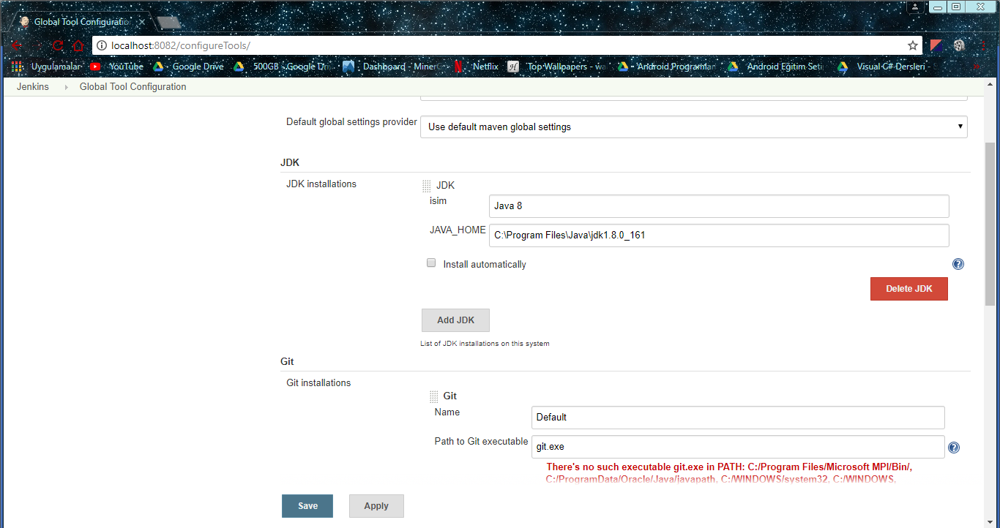 Global Tool Configuratio
localhost:8082/configureTools/
Uygulamalar YouTube Google Drive 500GB - Google Dri Dashboard - MinerG Netflix Top Wallpapers - wa Android Programlar Android Eğitim Seti Visual C# Dersleri - S
Jenkins Global Tool Configuration
Default global settings provider Use default maven global settings
JDK
JDK installations JDK
isim Java 8
JAVA_HOME C:\Program Files\Java\jdk1.8.0_161
Install automatically
Delete JDK
Add JDK
List of JDK installations on this system
Git
Git installations
Git
Name Default
Path to Git executable git.exe
There's no such executable git.exe in PATH: C:/Program Files/Microsoft MPI/Bin/,
C:/ProgramData/Oracle/Java/javapath, C:/WINDOWS/system32, C:/WINDOWS,
Save Apply